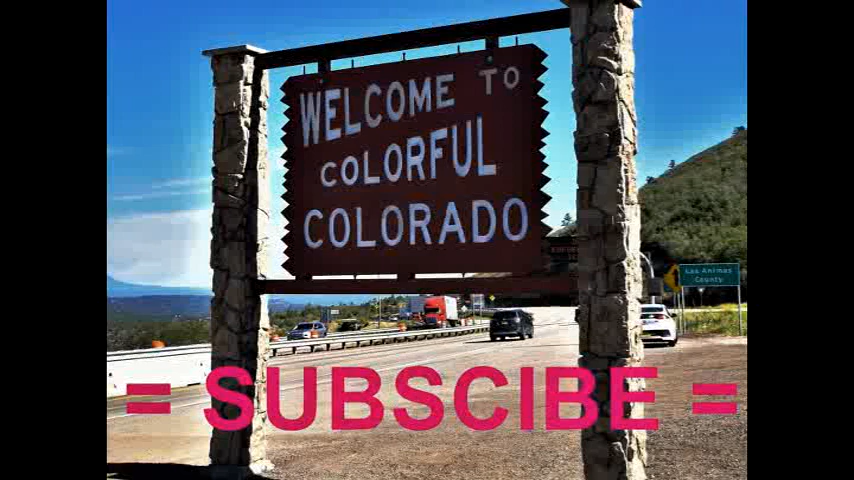 WELCOME TO
COLORFUL
COLORADO
Las Animas
County
= SUBSCIBE =